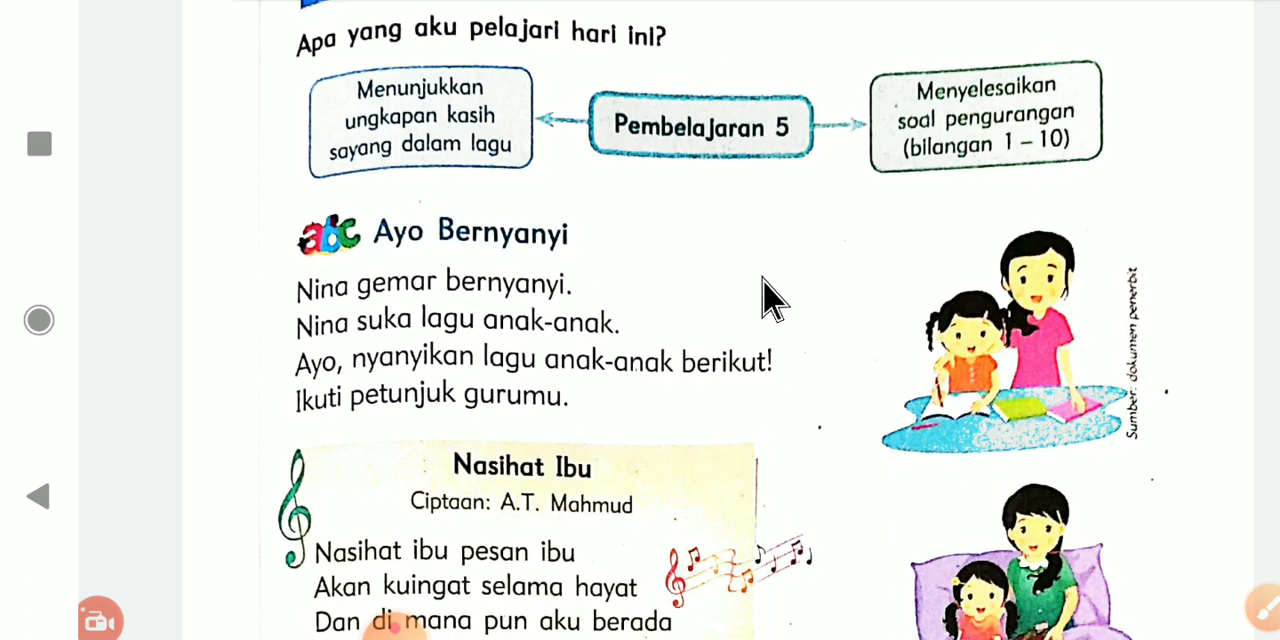 Apa yang aku pelajari hari ini?
Menunjukkan
ungkapan kasih
sayang dalam lagu
Pembelajaran 5
Menyelesaikan
soal pengurangan
(bilangan 1 – 10)
abc Ayo Bernyanyi
Nina gemar bernyanyi.
Nina suka lagu anak-anak.
Ayo, nyanyikan lagu anak-anak berikut!
Ikuti petunjuk gurumu.
Sumber: dokumen penerbit
Nasihat Ibu
Ciptaan: A.T. Mahmud
Nasihat ibu pesan ibu
Akan kuingat selama hayat
Dan di mana pun aku berada